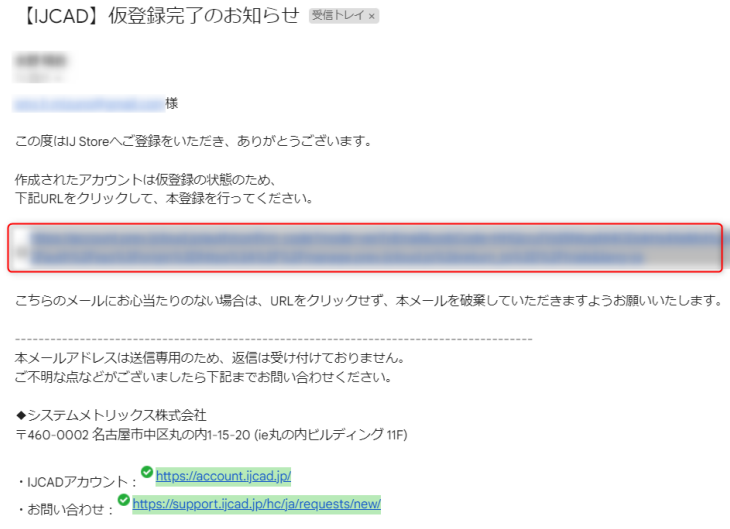 【IJCAD】仮登録完了のお知らせ 受信トレイ ×
様
この度はIJ Storeへご登録をいただき、ありがとうございます。
作成されたアカウントは仮登録の状態のため、
下記URLをクリックして、本登録を行ってください。
こちらのメールにお心当たりのない場合は、URLをクリックせず、本メールを破棄していただきますようお願いいたします。
--------------------------------------------------------------------------------
本メールアドレスは送信専用のため、返信は受け付けておりません。
ご不明な点などがございましたら下記までお問い合わせください。
◆システムメトリックス株式会社
〒460-0002 名古屋市中区丸の内1-15-20 (ie丸の内ビルディング 11F)
・IJCADアカウント： https://account.ijcad.jp/
・お問い合わせ： https://support.ijcad.jp/hc/ja/requests/new/